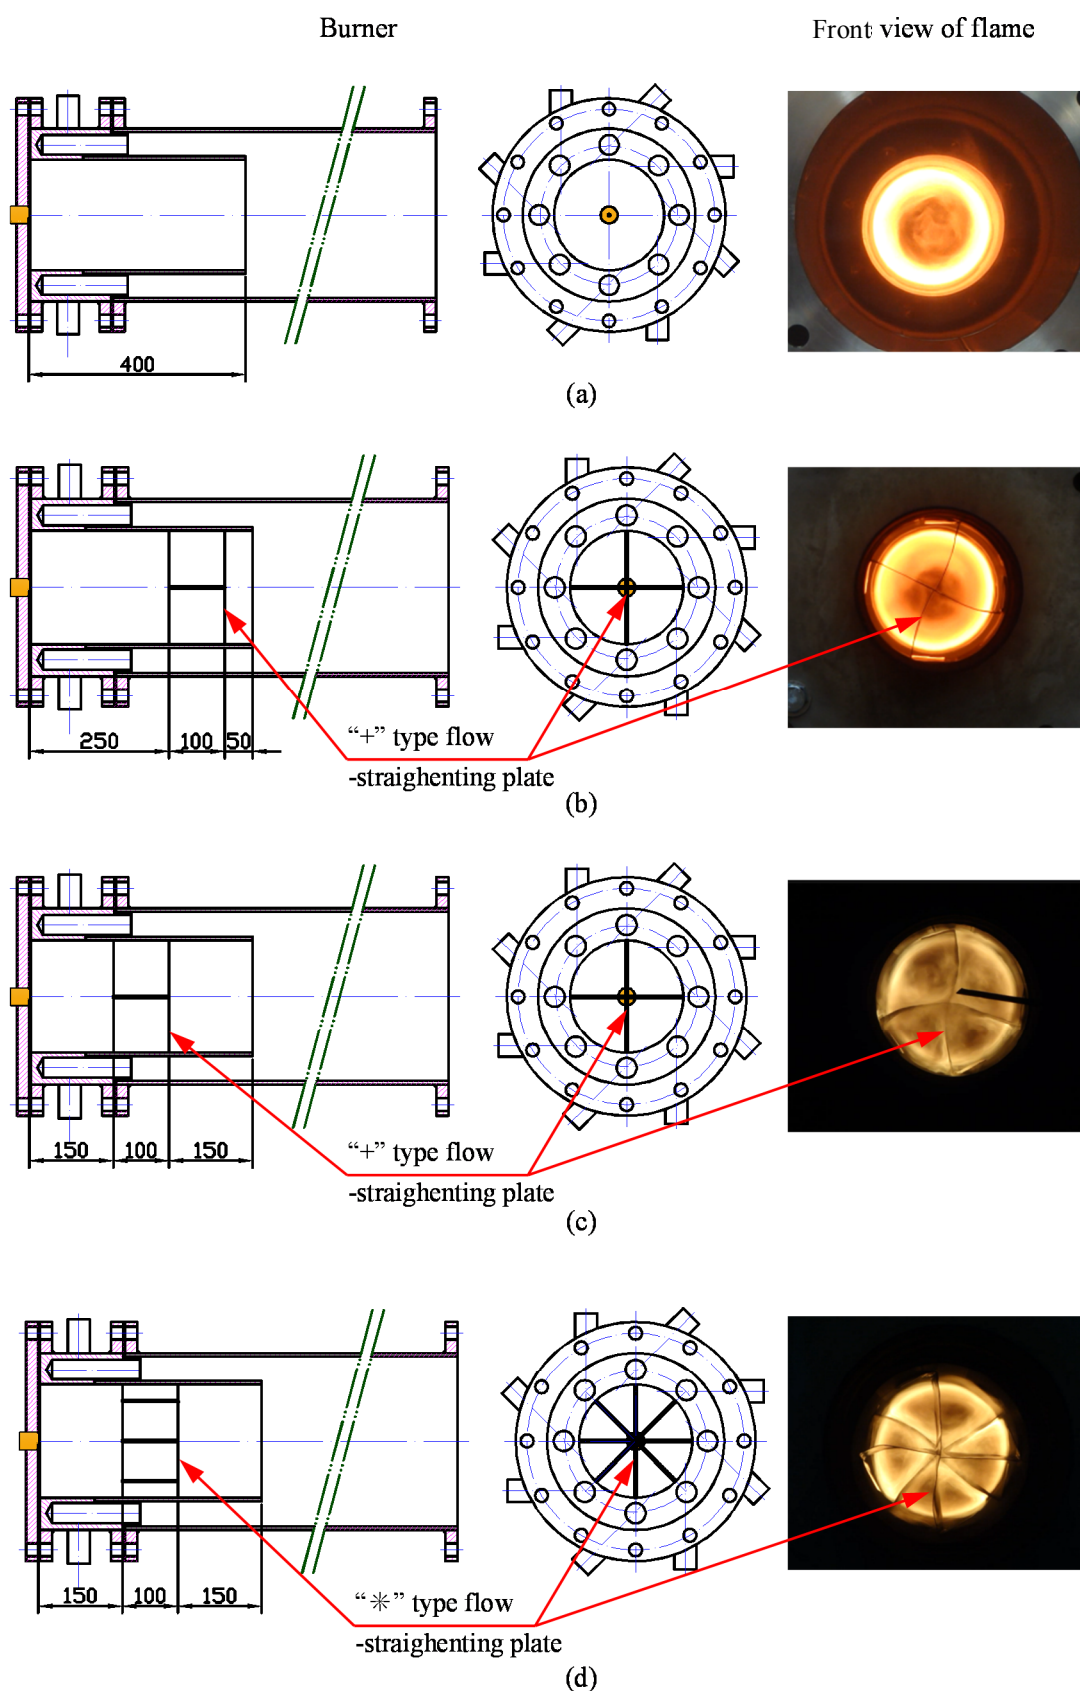 Burner
Front view of flame
400
(a)
250 100 50
“+” type flow
-straighenting plate
(b)
150 100 150
“+” type flow
-straighenting plate
(c)
150 100 150
“✳” type flow
-straighenting plate
(d)